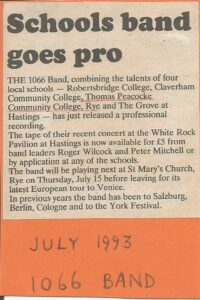 Schools band
goes pro
THE 1066 Band, combining the talents of four
local schools — Robertsbridge College, Claverham
Community College, Thomas Peacocke
Community College, Rye and The Grove at
Hastings — has just released a professional
recording.
The tape of their recent concert at the White Rock
Pavilion at Hastings is now available for £5 from
band leaders Roger Wilcock and Peter Mitchell or
by application at any of the schools.
The band will be playing next at St Mary's Church,
Rye on Thursday, July 15 before leaving for its
latest European tour to Venice.
In previous years the band has been to Salzburg,
Berlin, Cologne and to the York Festival.
JULY 1993
1066 BAND